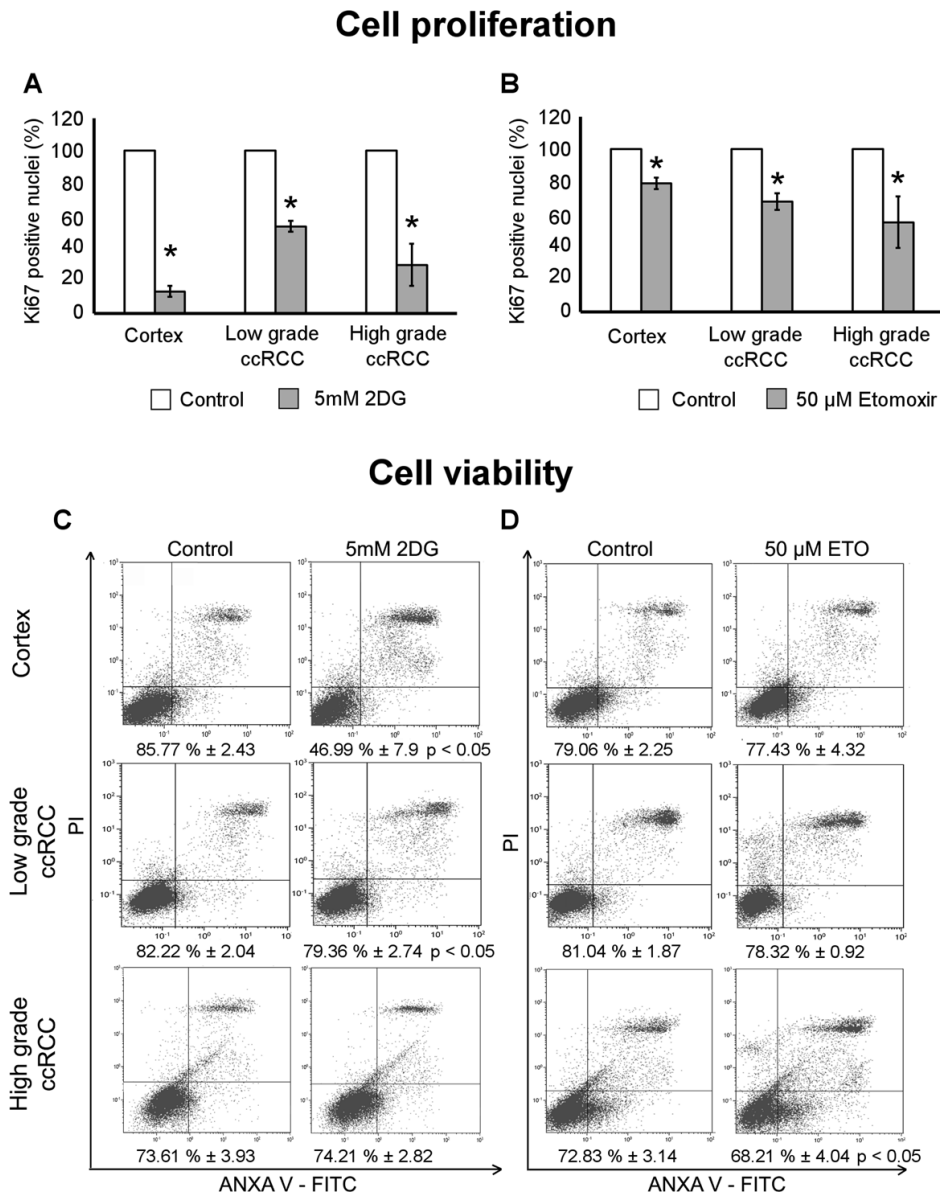 Cell proliferation
A
Ki67 positive nuclei (%)
120
100
80
60
40
20
0
*
*
*
Cortex
Low grade
ccRCC
High grade
ccRCC
Control
5mM 2DG
B
Ki67 positive nuclei (%)
120
100
80
60
40
20
0
*
*
*
Cortex
Low grade
ccRCC
High grade
ccRCC
Control
50 µM Etomoxir
Cell viability
C
Control
5mM 2DG
Cortex
85.77 % ± 2.43
46.99 % ± 7.9 p < 0.05
Low grade
ccRCC
PI
82.22 % ± 2.04
79.36 % ± 2.74 p < 0.05
High grade
ccRCC
73.61 % ± 3.93
74.21 % ± 2.82
ANXA V - FITC
D
Control
50 µM ETO
79.06 % ± 2.25
77.43 % ± 4.32
PI
81.04 % ± 1.87
78.32 % ± 0.92
72.83 % ± 3.14
68.21 % ± 4.04 p < 0.05
ANXA V - FITC